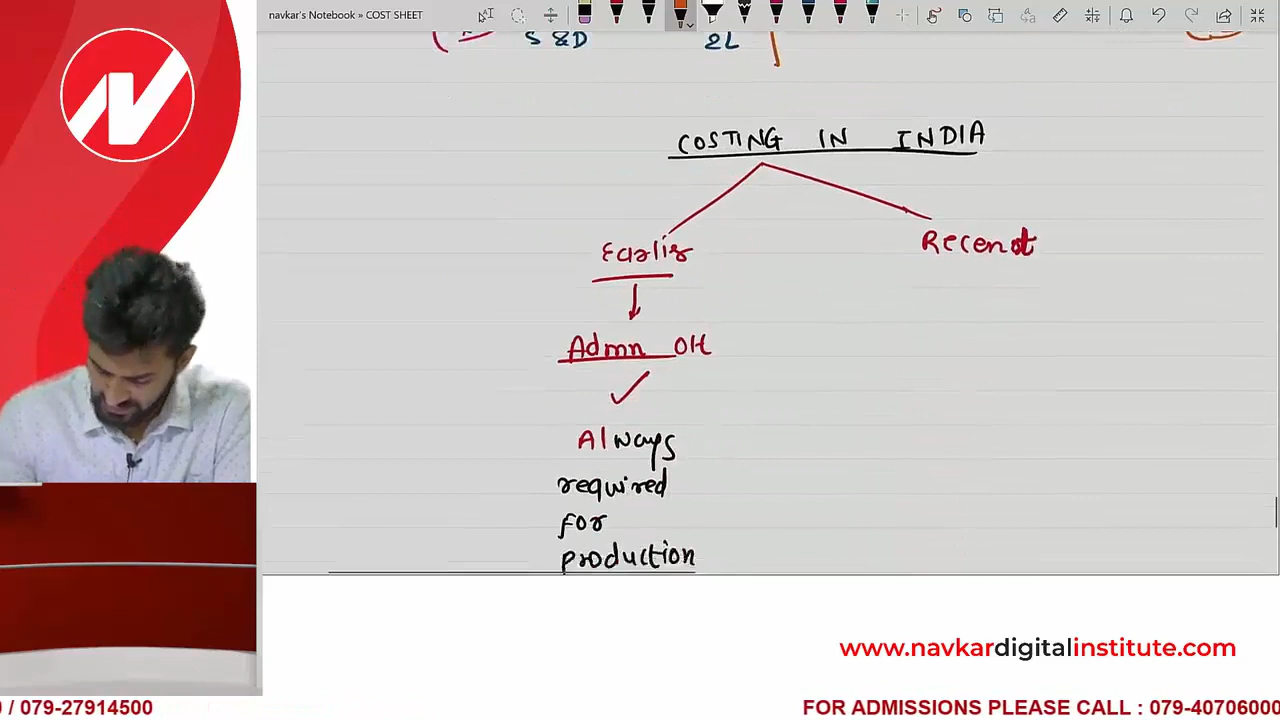 navkar's Notebook » COST SHEET
S &D 2L
COSTING IN INDIA
Earlier Recent
Admn OH
Always
required
for
production
www.navkardigitalinstitute.com
0 / 079-27914500 FOR ADMISSIONS PLEASE CALL : 079-40706000